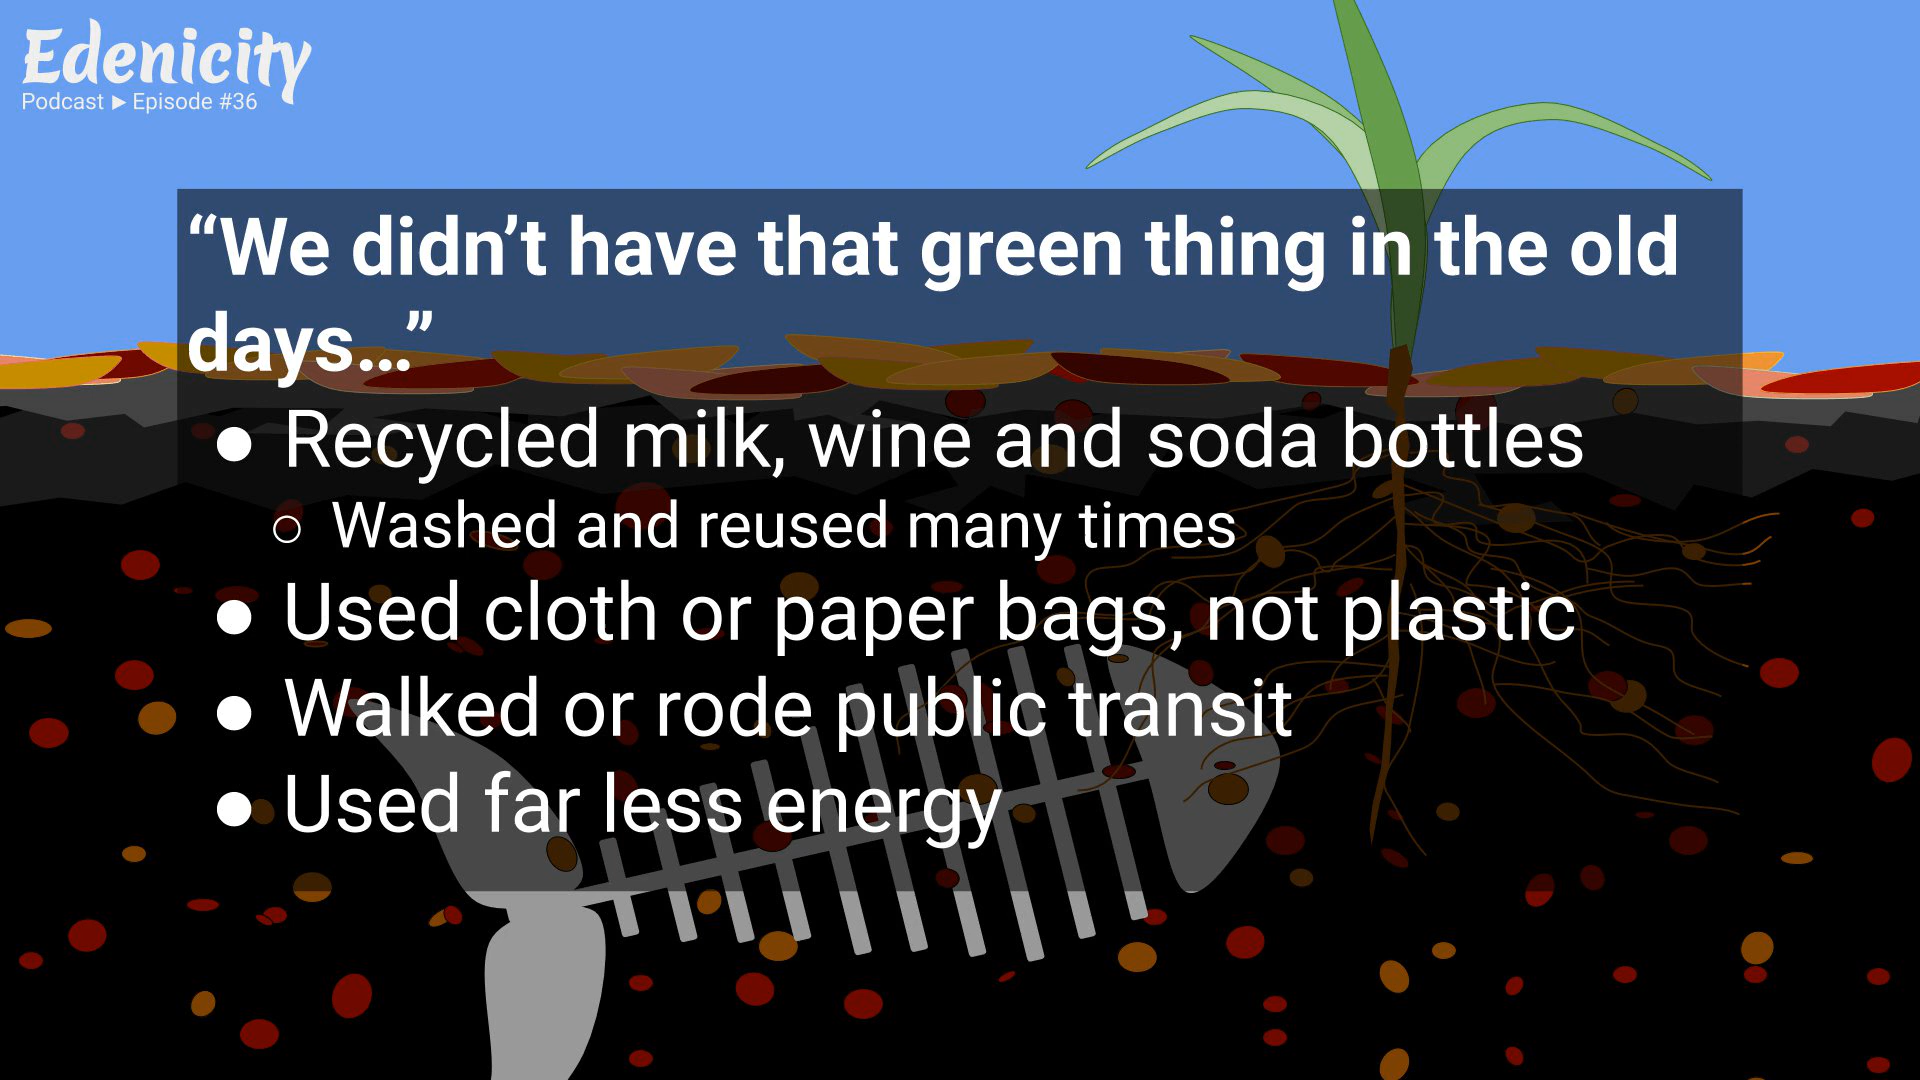 Edenicity
Podcast ▶ Episode #36
“We didn’t have that green thing in the old
days…”
● Recycled milk, wine and soda bottles
○ Washed and reused many times
● Used cloth or paper bags, not plastic
● Walked or rode public transit
● Used far less energy